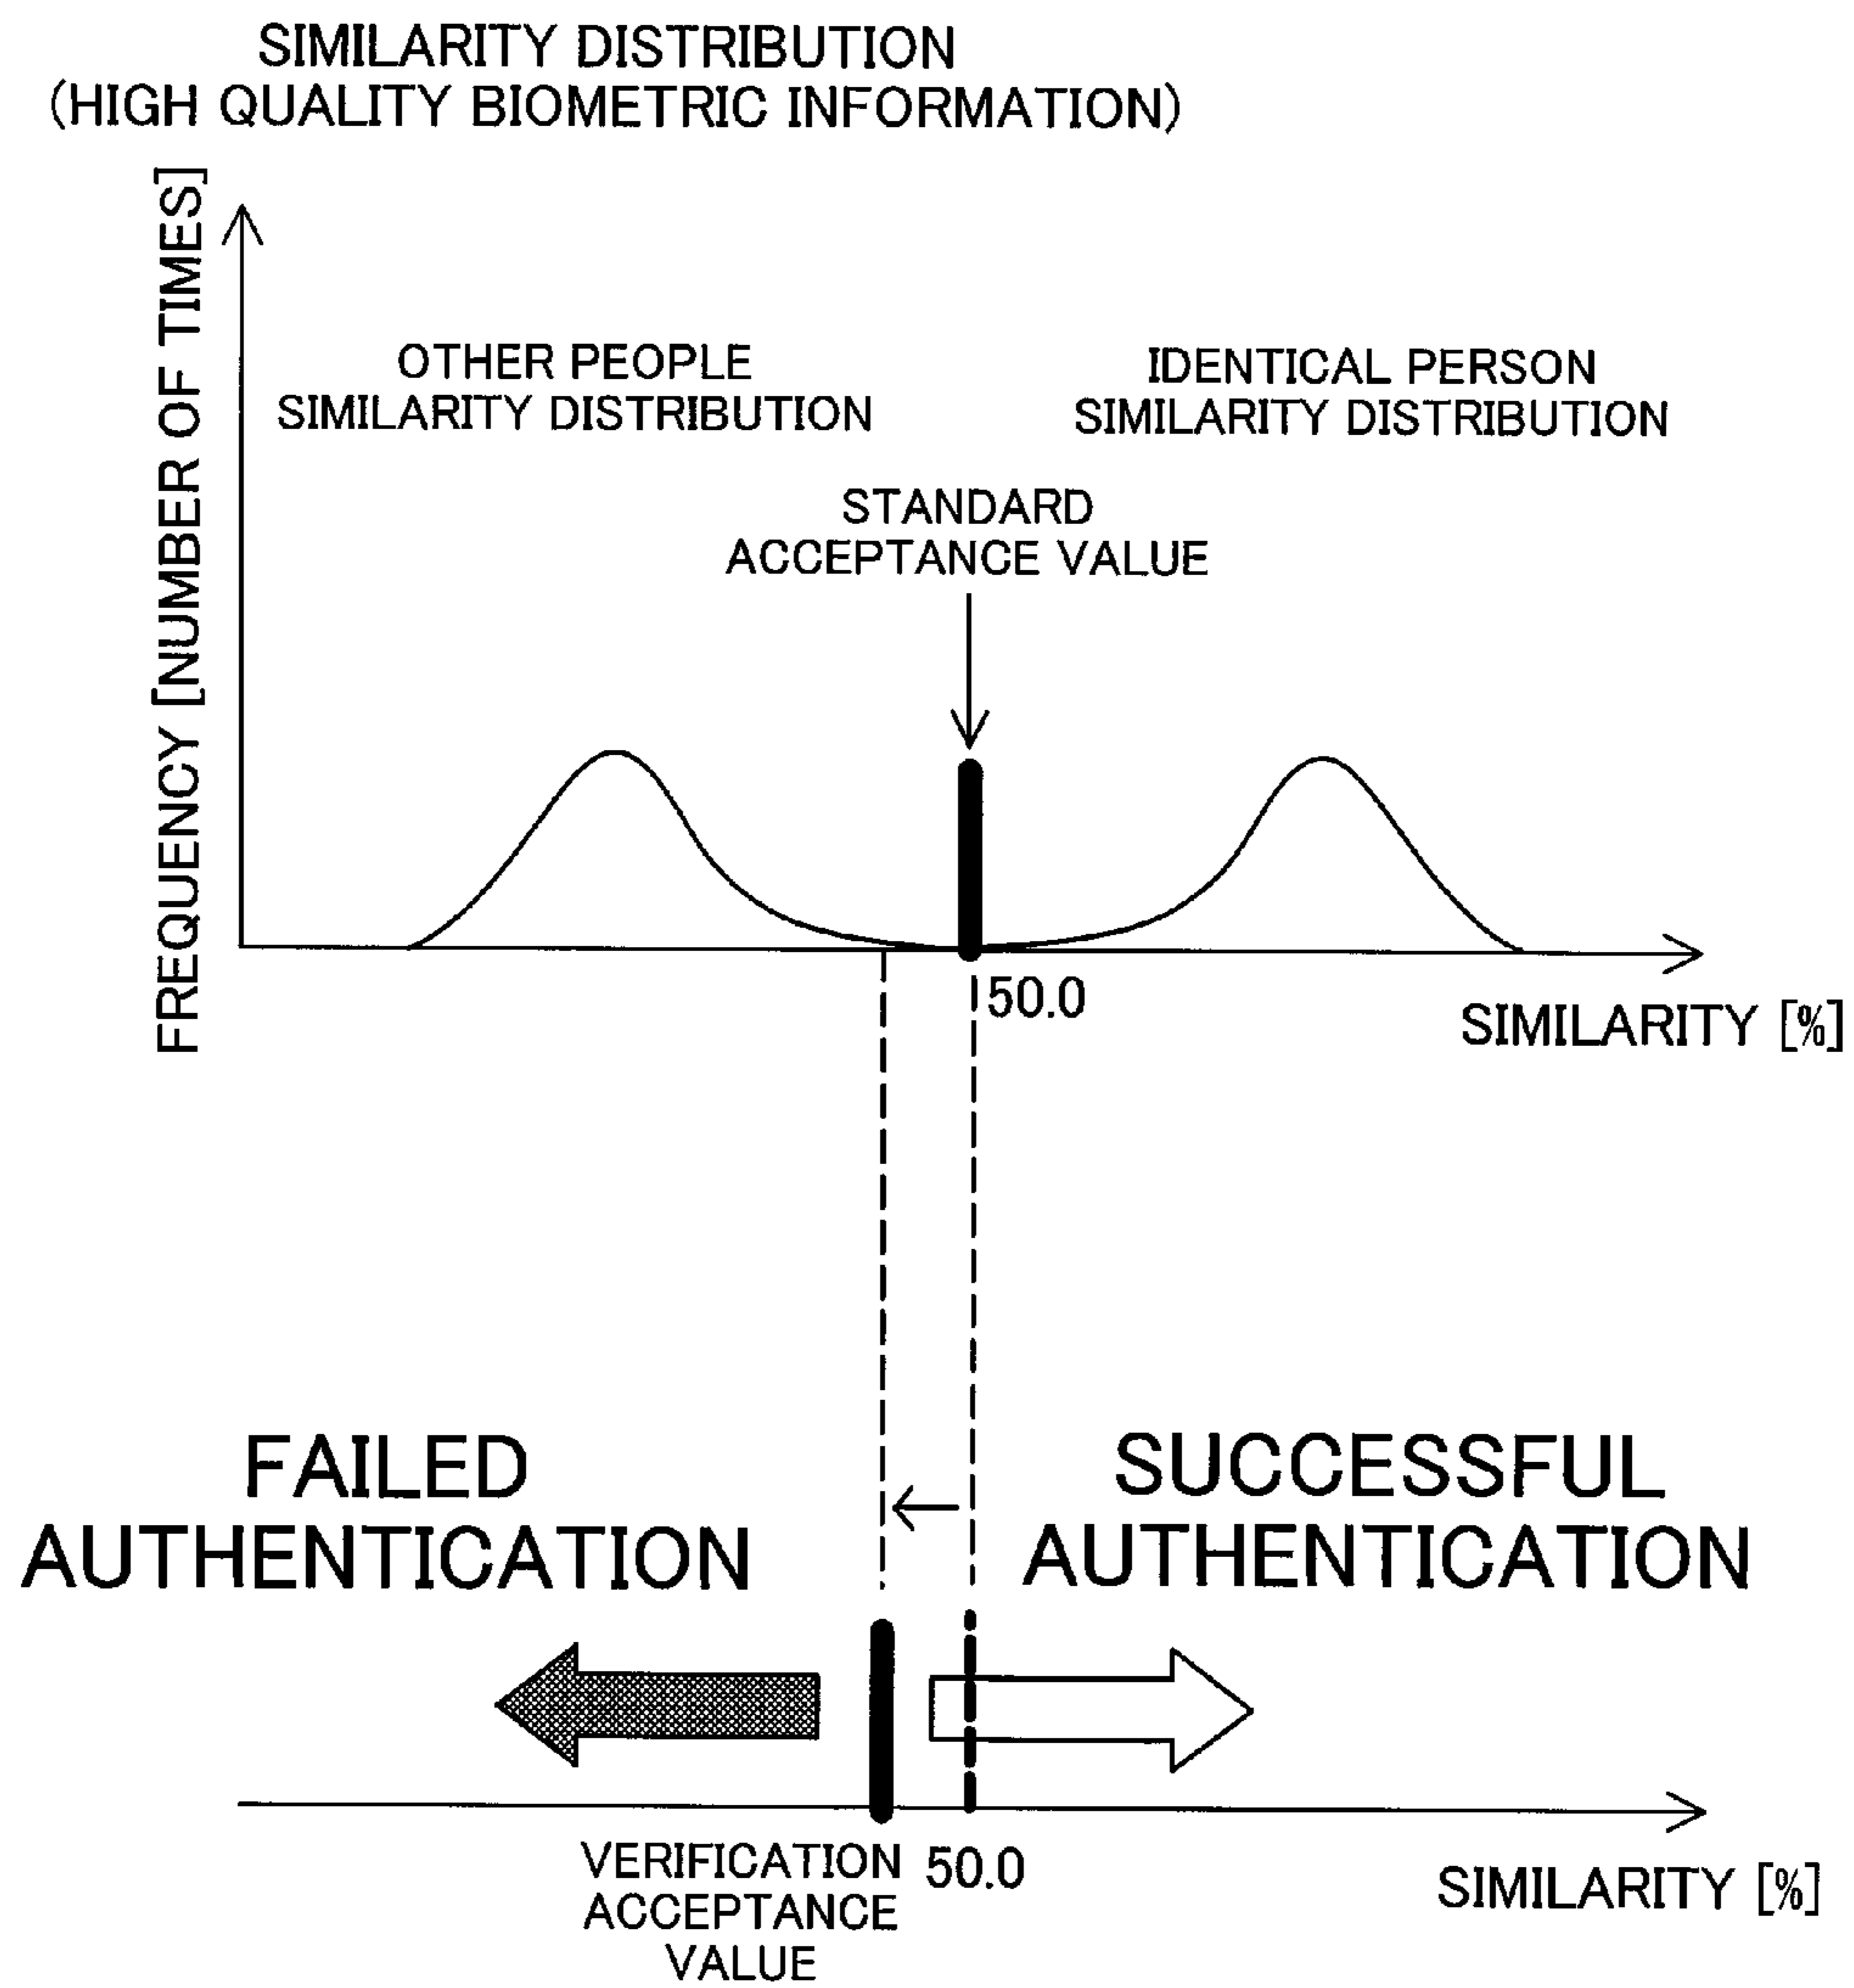 SIMILARITY DISTRIBUTION
(HIGH QUALITY BIOMETRIC INFORMATION)
FREQUENCY [NUMBER OF TIMES]
OTHER PEOPLE
SIMILARITY DISTRIBUTION
IDENTICAL PERSON
SIMILARITY DISTRIBUTION
STANDARD
ACCEPTANCE VALUE
50.0
SIMILARITY [%]
FAILED
AUTHENTICATION
SUCCESSFUL
AUTHENTICATION
VERIFICATION
ACCEPTANCE
VALUE
50.0
SIMILARITY [%]